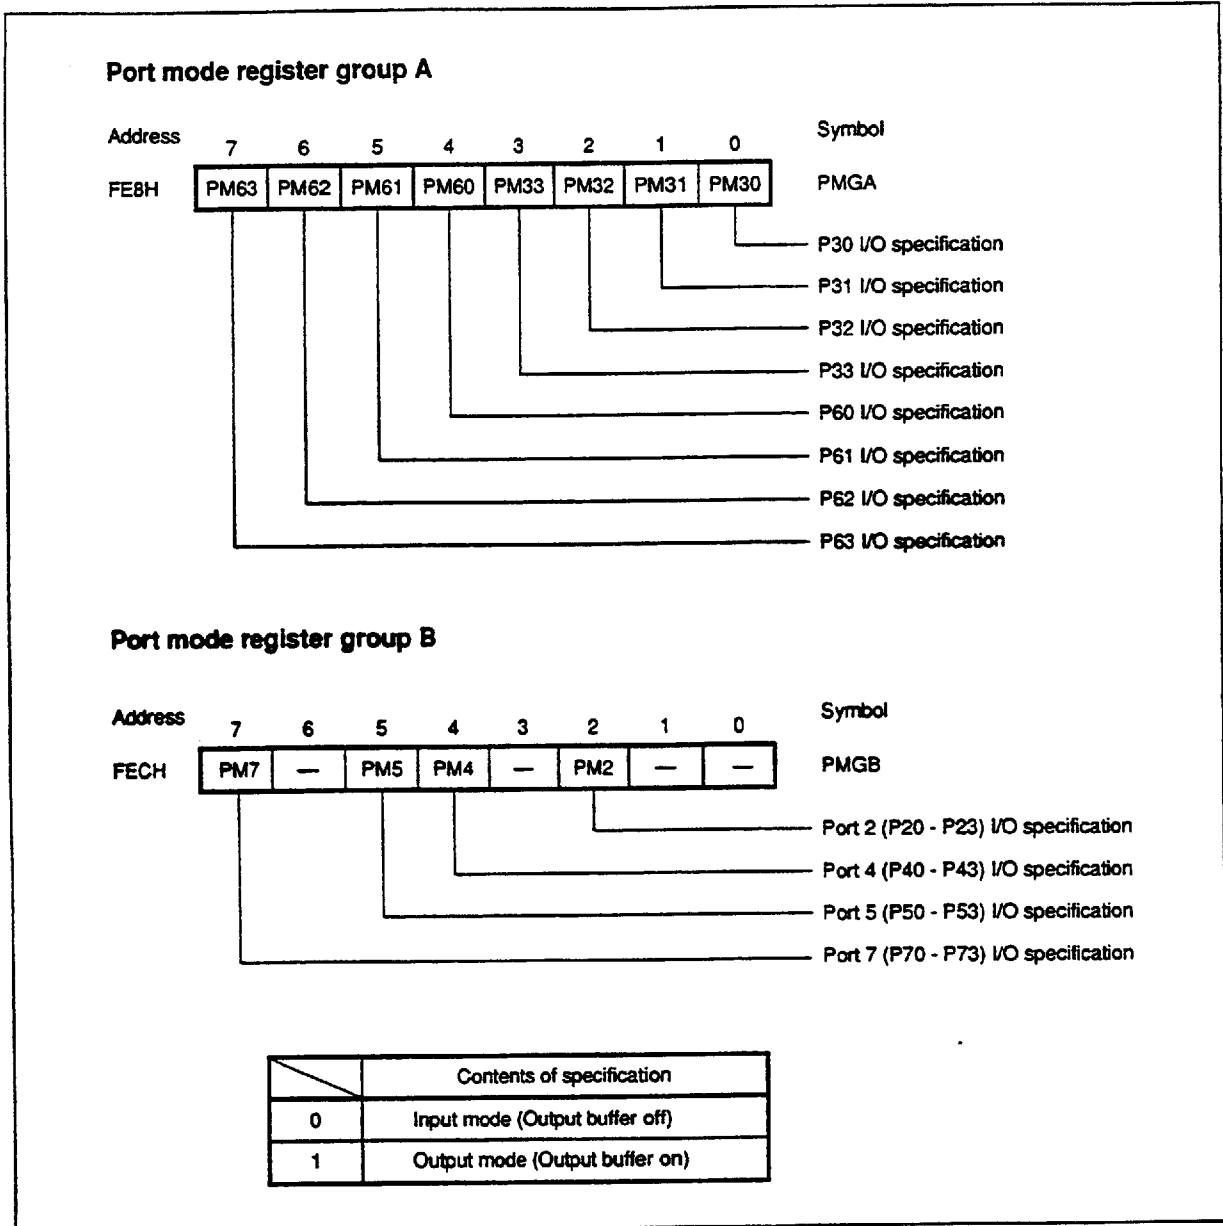 Port mode register group A
Address 7 6 5 4 3 2 1 0 Symbol
FE8H PM63 PM62 PM61 PM60 PM33 PM32 PM31 PM30 PMGA
P30 I/O specification
P31 I/O specification
P32 I/O specification
P33 I/O specification
P60 I/O specification
P61 I/O specification
P62 I/O specification
P63 I/O specification
Port mode register group B
Address 7 6 5 4 3 2 1 0 Symbol
FECH PM7 — PM5 PM4 — PM2 — — PMGB
Port 2 (P20 - P23) I/O specification
Port 4 (P40 - P43) I/O specification
Port 5 (P50 - P53) I/O specification
Port 7 (P70 - P73) I/O specification
Contents of specification
0 Input mode (Output buffer off)
1 Output mode (Output buffer on)